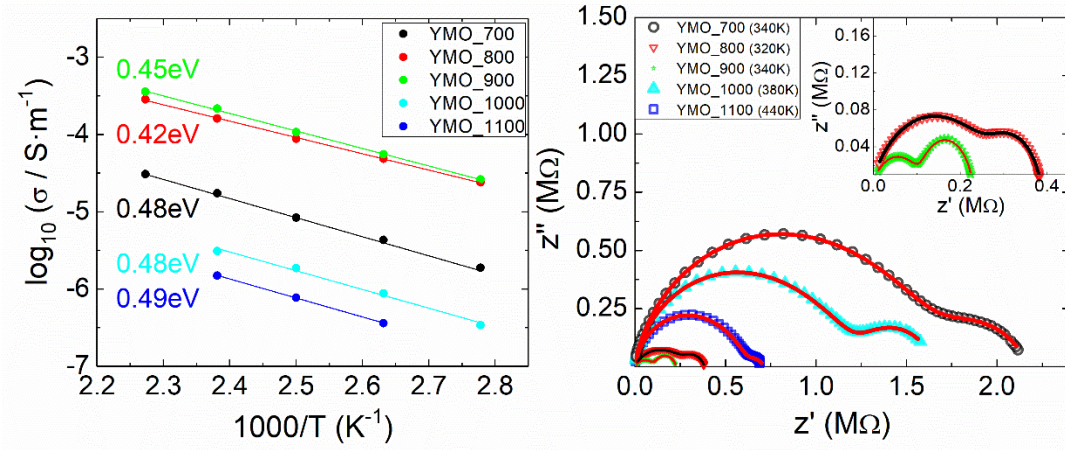 -3
-4
-5
-6
-7
log10 (σ / S·m-1)
0.45eV
0.42eV
0.48eV
0.48eV
0.49eV
YMO_700
YMO_800
YMO_900
YMO_1000
YMO_1100
2.2 2.3 2.4 2.5 2.6 2.7 2.8
1000/T (K-1)
1.50
1.25
1.00
0.75
0.50
0.25
z'' (MΩ)
YMO_700 (340K)
YMO_800 (320K)
YMO_900 (340K)
YMO_1000 (380K)
YMO_1100 (440K)
0.16
0.12
0.08
0.04
z'' (MΩ)
0.0 0.2 0.4
z' (MΩ)
0.0 0.5 1.0 1.5 2.0
z' (MΩ)